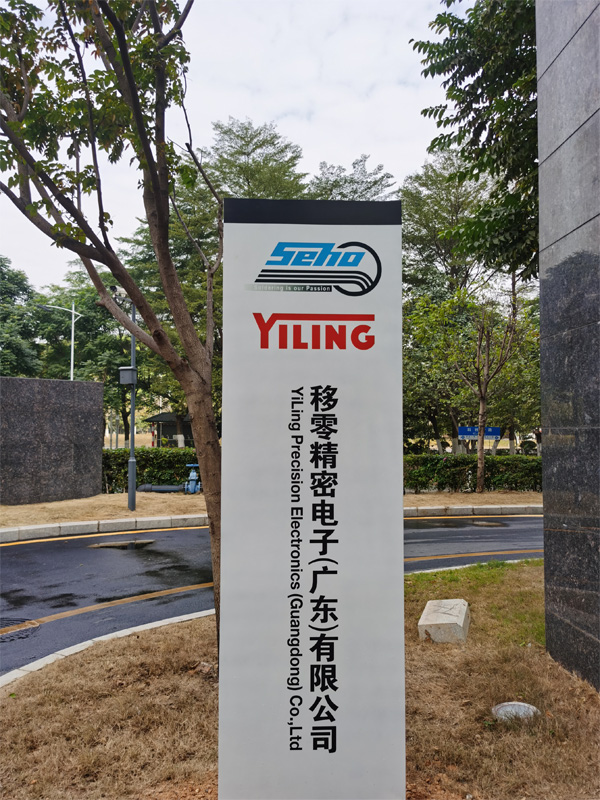 Seho
is our Passion
YILING
移零精密电子(广东)有限公司
YiLing Precision Electronics (Guangdong) Co.,Ltd